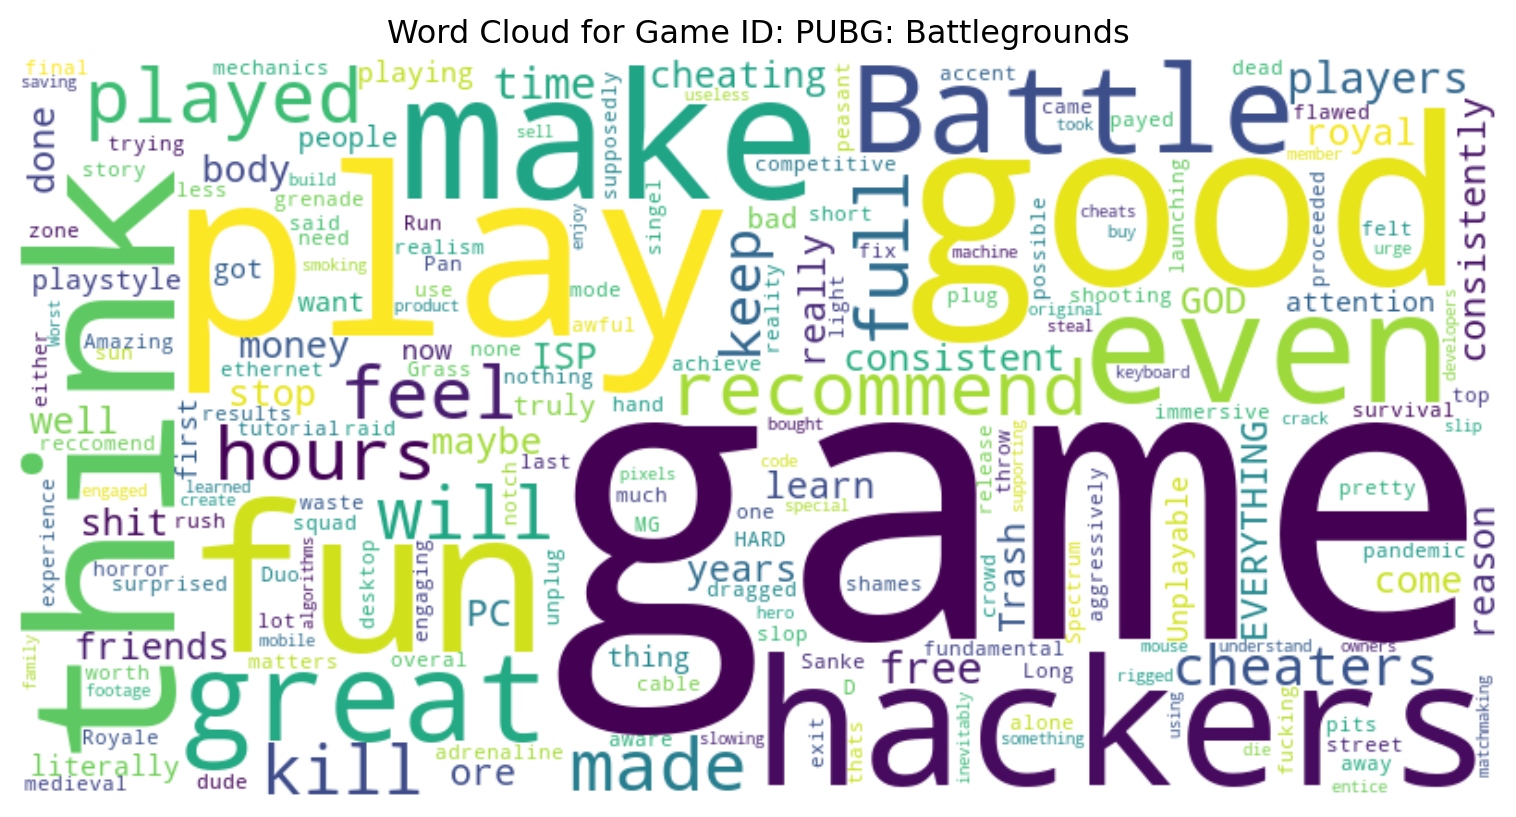 Word Cloud for Game ID: PUBG: Battlegrounds
final
saving
mechanics
playing
time
cheating
useless
accent
dead
players
played
done
trying
people
make
sell
supposedly
peasant
Battle
came
took
payed
flawed
royal
member
consistently
story
body
build
less
grenade
competitive
good
think
play
zone
said
need
Run
realism
enjoy
singel
bad
short
full
possible
cheats
buy
launching
proceeded
felt
urge
playstyle
got
smoking
Pan
use
want
product
mode
keep
reality
really
light
fix
machine
plug
shooting
original
GOD
attention
Worst
Amazing
sun
either
money
now
none
ISP
awful
achieve
consistent
steal
even
developers
ethernet
Grass
nothing
stop
feel
truly
hand
recommend
keyboard
top
well
results
immersive
crack
survival
slip
reccomend
first
tutorial
raid
hours
maybe
bought
game
release
throw
supporting
EVERYTHING
engaged
learned
create
last
notch
pixels
code
much
learn
special
one
pretty
experience
shit
rush
waste
squad
will
MG
HARD
Trash
aggressively
Unplayable
reason
horror
surprised
fun
Duo
algorithms
desktop
engaging
PC
unplug
years
shames
dragged
crowd
Spectrum
pandemic
come
lot
mobile
hero
slop
friends
matters
overal
thing
fundamental
mouse
understand
owners
family
worth
footage
great
cable
Sanke
D
free
Long
rigged
cheaters
hackers
Royale
literally
medieval
dude
kill
adrenaline
ore
made
aware
slowing
exit
thats
inevitably
alone
something
using
die
fucking
pits
street
away
entice
matchmaking